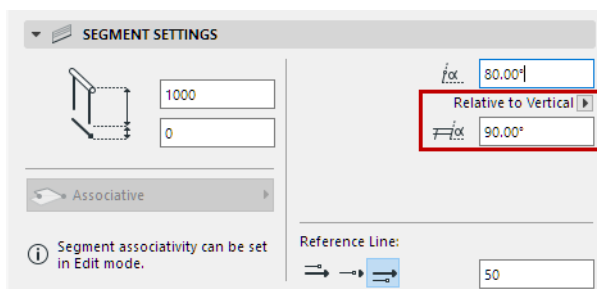 SEGMENT SETTINGS
1000
0
Associative
Segment associativity can be set
in Edit mode.
α 80.00°
Relative to Vertical
α 90.00°
Reference Line:
50